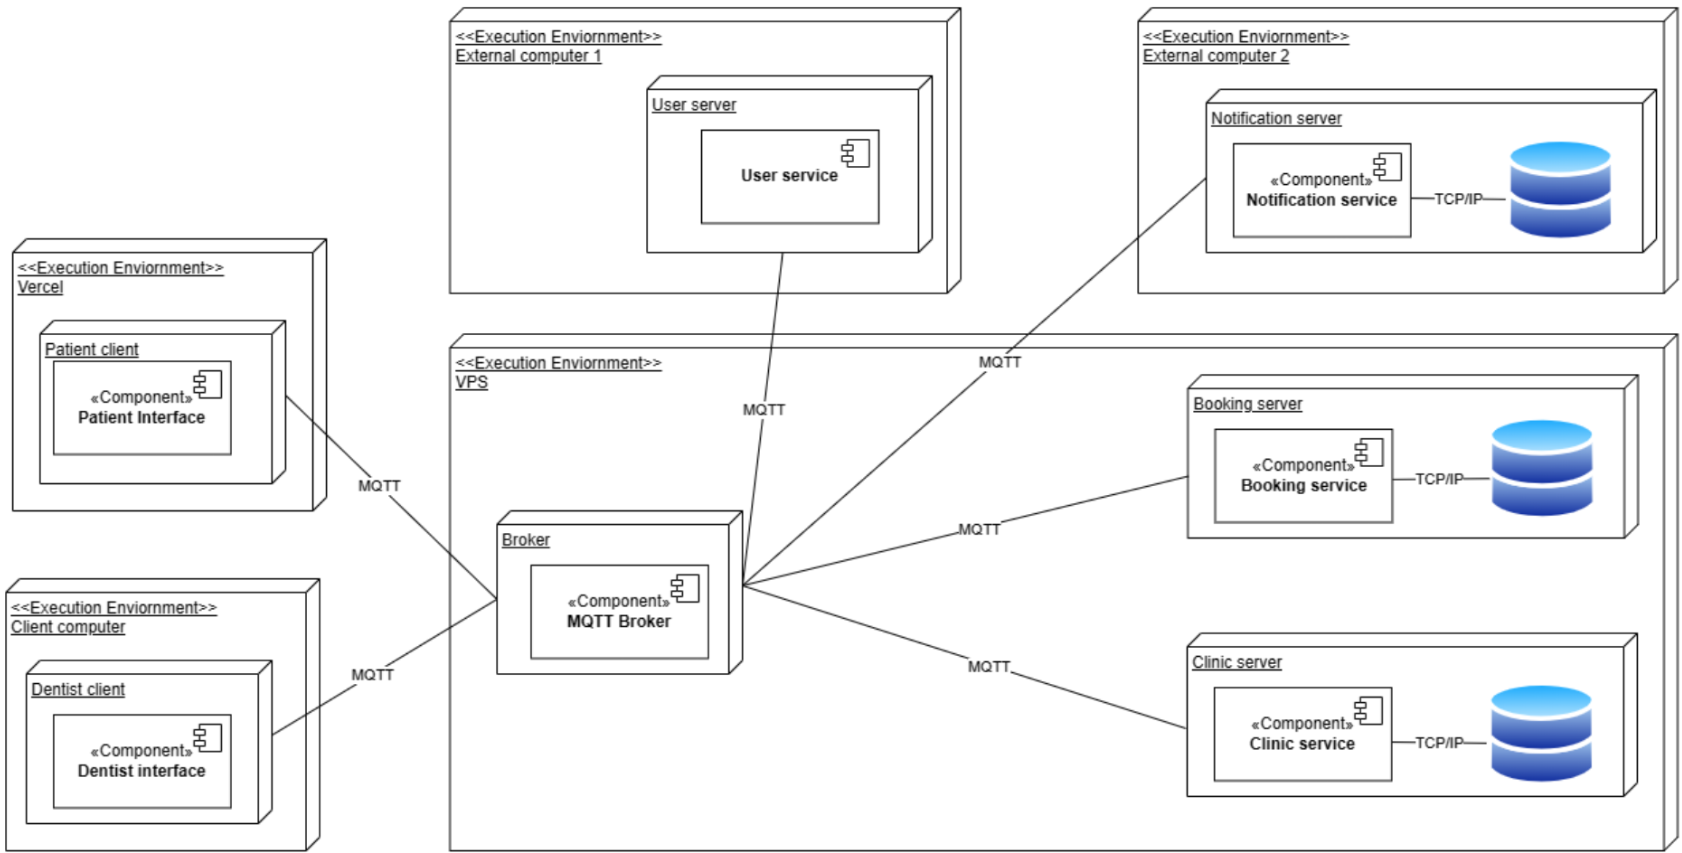 <<Execution Enviornment>>
External computer 1
User server
User service
<<Execution Enviornment>>
External computer 2
Notification server
«Component»
Notification service
TCP/IP
<<Execution Enviornment>>
Vercel
Patient client
«Component»
Patient Interface
MQTT
<<Execution Enviornment>>
Client computer
Dentist client
«Component»
Dentist interface
MQTT
<<Execution Enviornment>>
VPS
MQTT
MQTT
Broker
«Component»
MQTT Broker
MQTT
MQTT
Booking server
«Component»
Booking service
TCP/IP
Clinic server
«Component»
Clinic service
TCP/IP